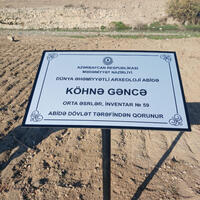 AZƏRBAYCAN RESPUBLİKASI
MƏDƏNİYYƏT NAZİRLİYİ
DÜNYA ƏHƏMİYYƏTLİ ARXEOLOJİ ABİDƏ
KÖHNƏ GƏNCƏ
ORTA ƏSRLƏR, İNVENTAR № 59
ABİDƏ DÖVLƏT TƏRƏFİNDƏN QORUNUR